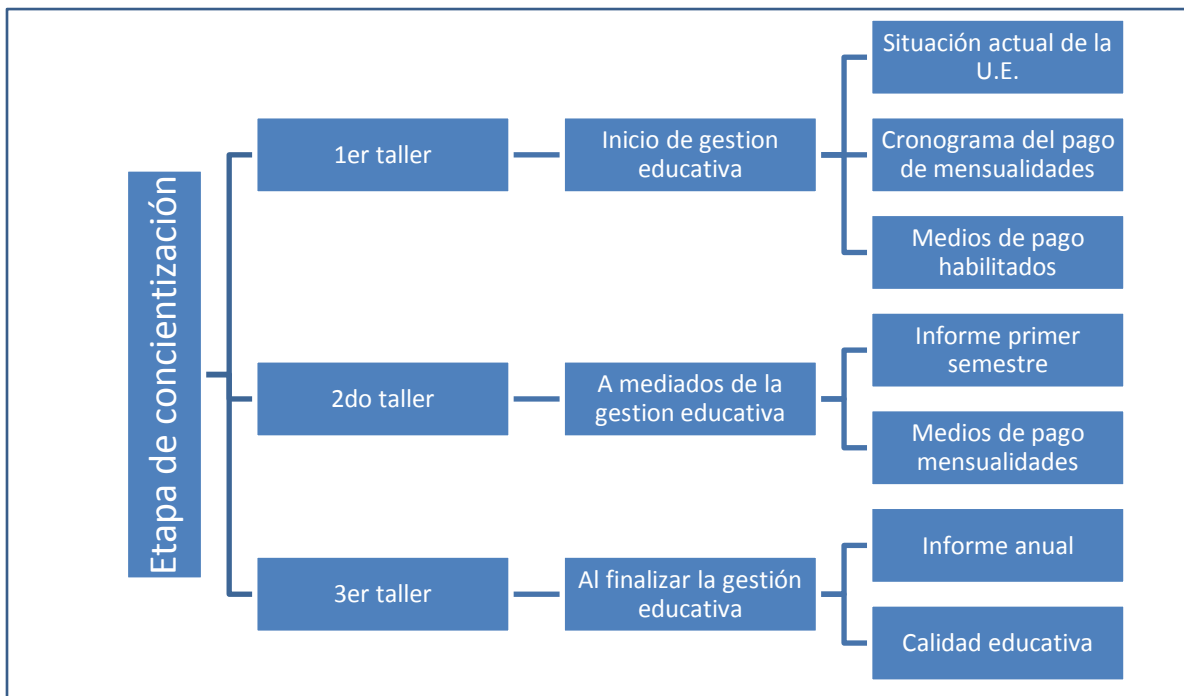 Etapa de concientización
1er taller
Inicio de gestion
educativa
Situación actual de la
U.E.
Cronograma del pago
de mensualidades
Medios de pago
habilitados
2do taller
A mediados de la
gestion educativa
Informe primer
semestre
Medios de pago
mensualidades
3er taller
Al finalizar la gestión
educativa
Informe anual
Calidad educativa